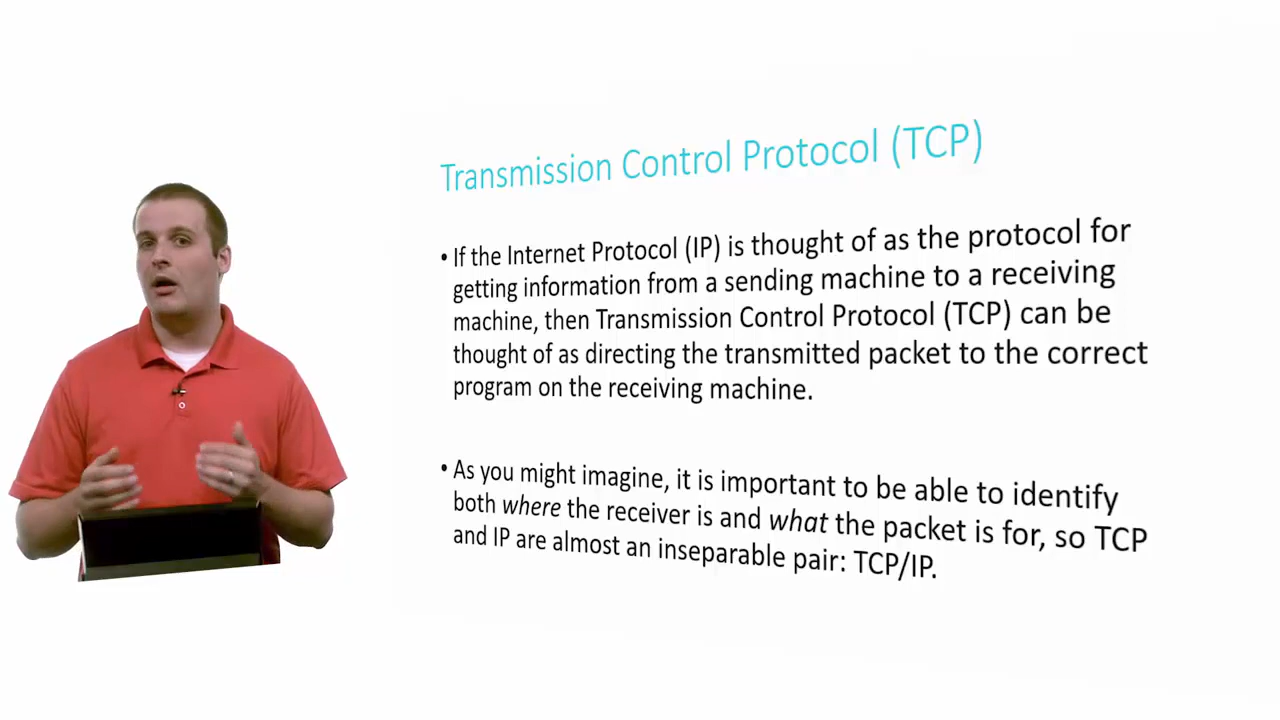 Transmission Control Protocol (TCP)
• If the Internet Protocol (IP) is thought of as the protocol for
getting information from a sending machine to a receiving
machine, then Transmission Control Protocol (TCP) can be
thought of as directing the transmitted packet to the correct
program on the receiving machine.
• As you might imagine, it is important to be able to identify
both where the receiver is and what the packet is for, so TCP
and IP are almost an inseparable pair: TCP/IP.